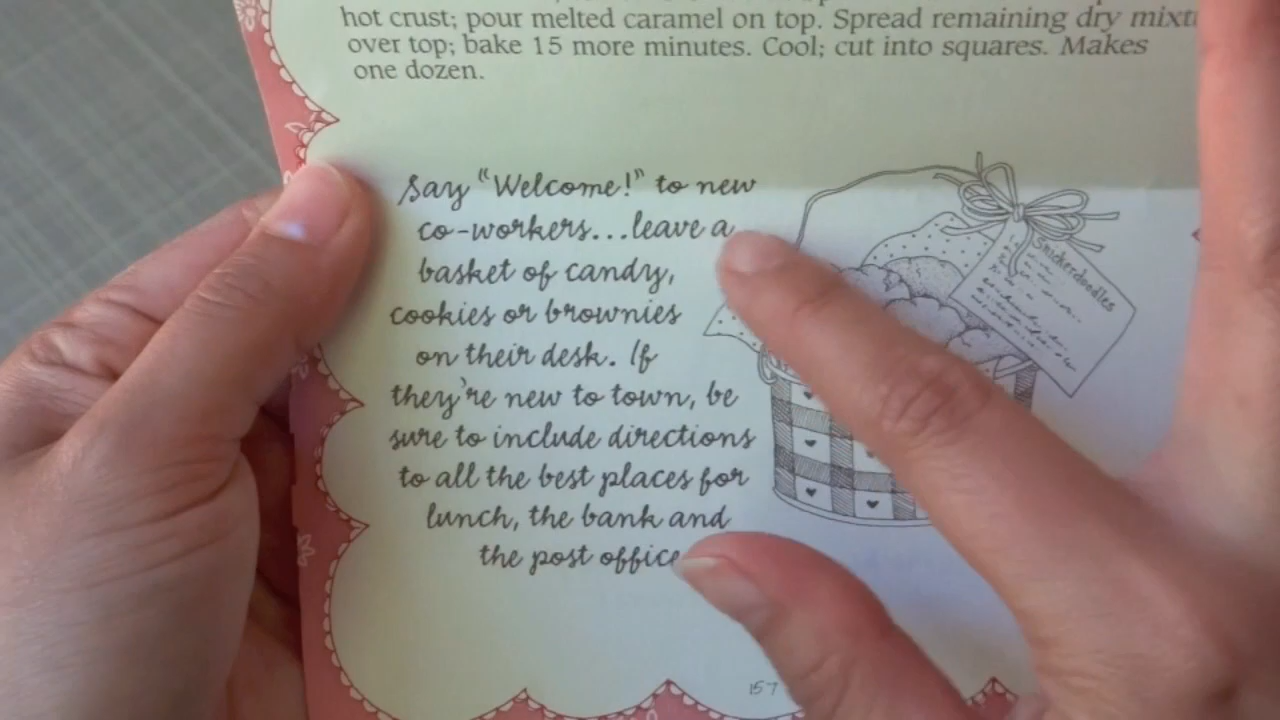 hot crust; pour melted caramel on top. Spread remaining dry
over top; bake 15 more minutes. Cool; cut into squares. Makes
one dozen.
Say "Welcome!" to new
co-workers...leave a
basket of candy,
cookies or brownies
on their desk. If
they're new to town, be
sure to include directions
to all the best places for
lunch, the bank and
the post office
Snickerdoodles
157